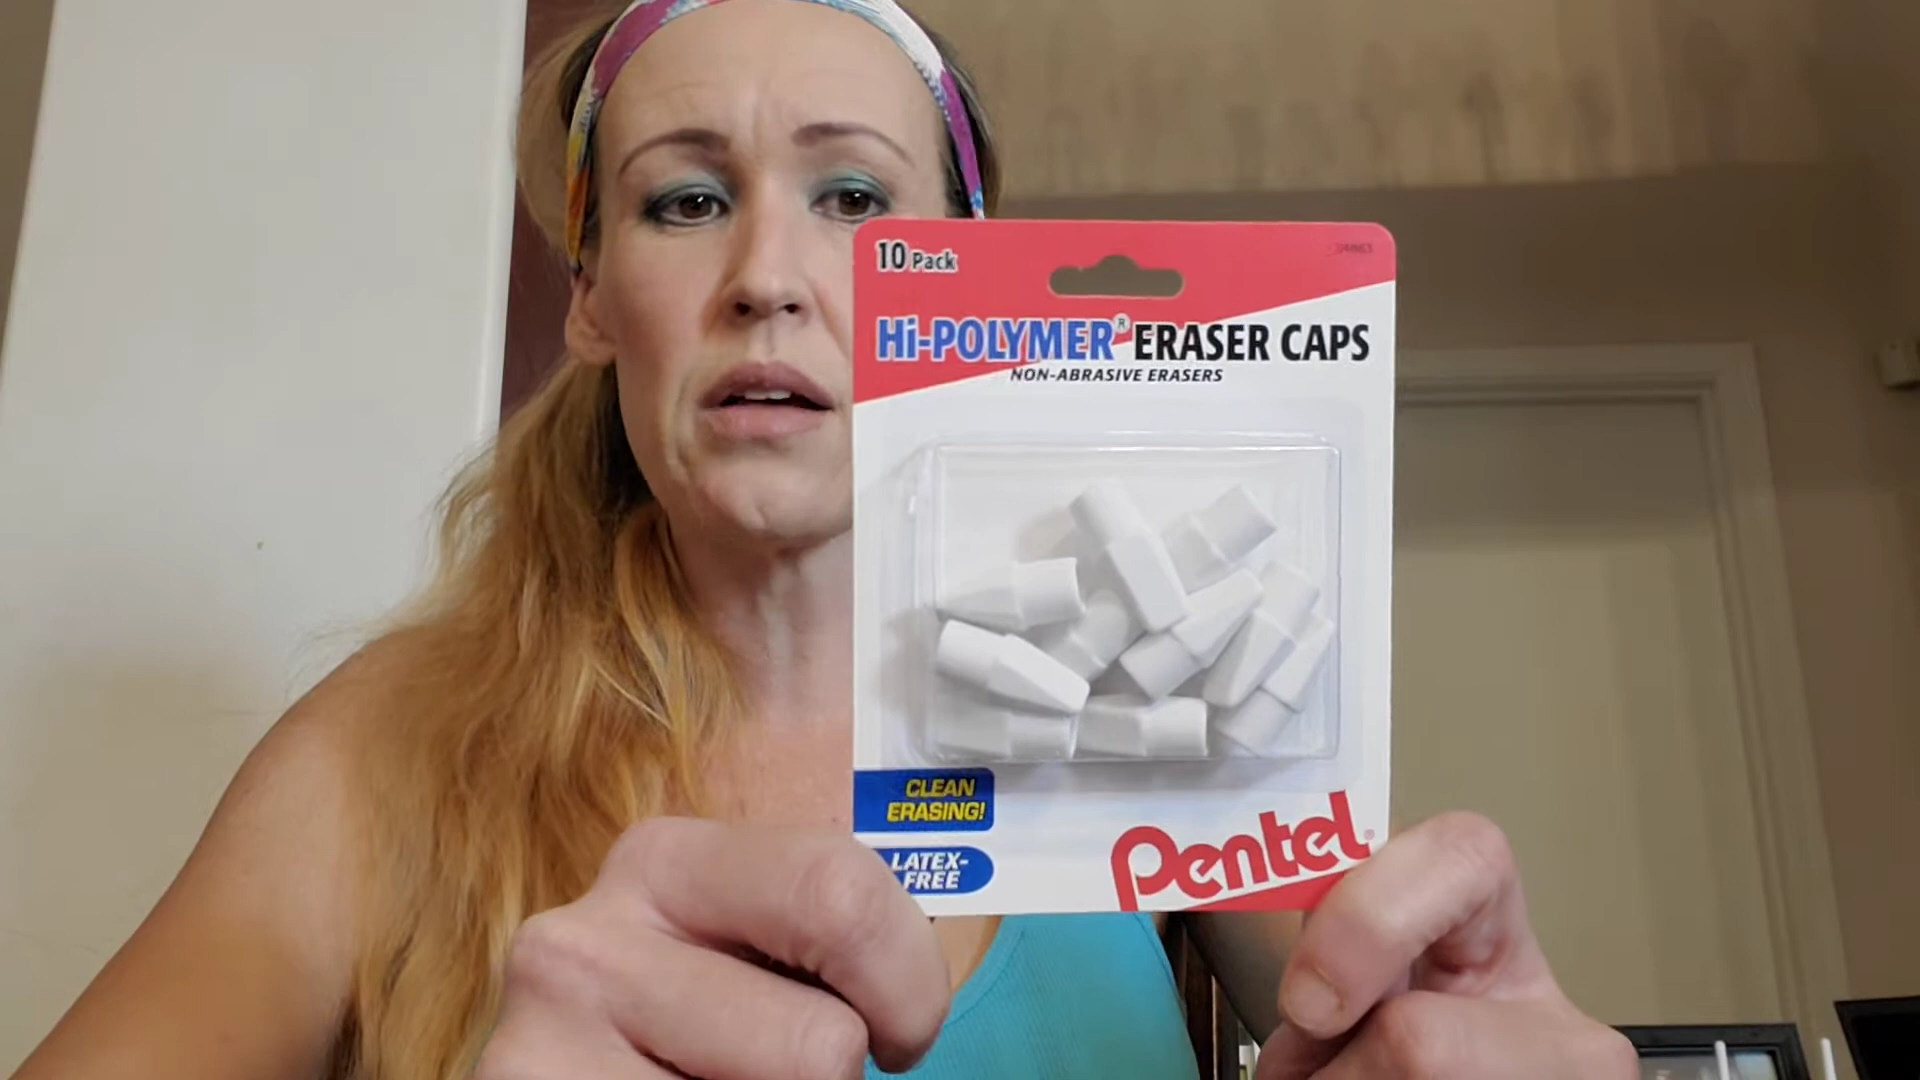 10 Pack
Hi-POLYMER® ERASER CAPS
NON-ABRASIVE ERASERS
CLEAN
ERASING!
LATEX-
FREE
Pentel®